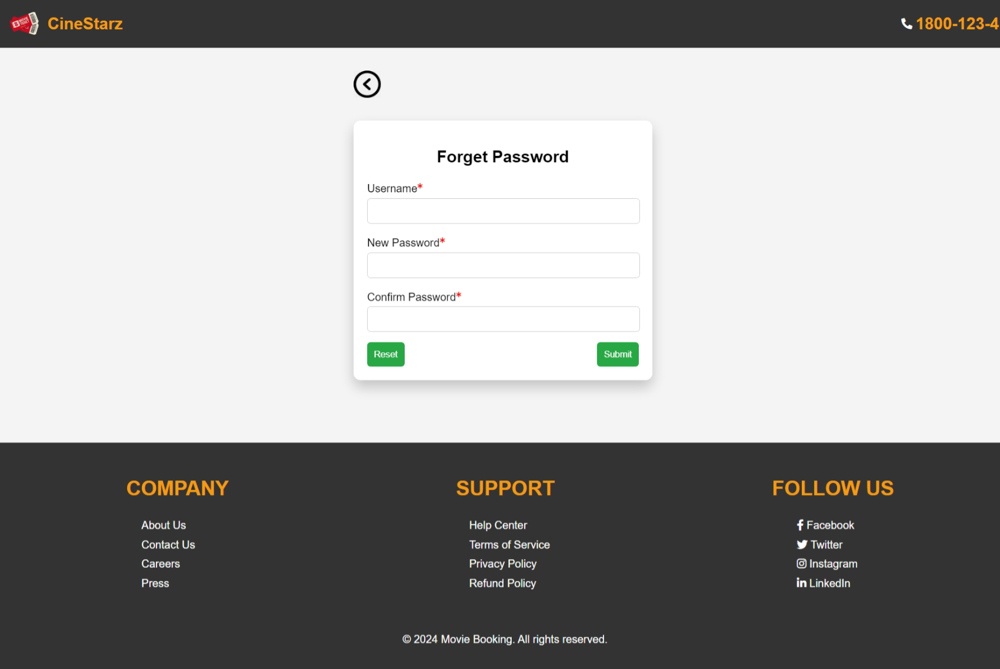 CineStarz
1800-123-4
Forget Password
Username*
New Password*
Confirm Password*
Reset
Submit
COMPANY
About Us
Contact Us
Careers
Press
SUPPORT
Help Center
Terms of Service
Privacy Policy
Refund Policy
FOLLOW US
Facebook
Twitter
Instagram
LinkedIn
© 2024 Movie Booking. All rights reserved.